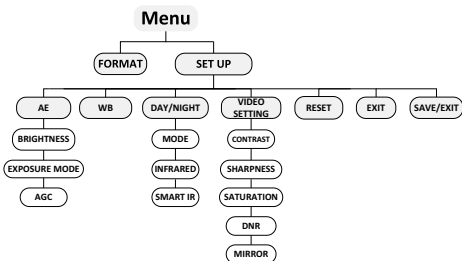 Menu
FORMAT
SET UP
AE
WB
DAY/NIGHT
VIDEO
SETTING
RESET
EXIT
SAVE/EXIT
BRIGHTNESS
MODE
CONTRAST
EXPOSURE MODE
INFRARED
SHARPNESS
AGC
SMART IR
SATURATION
DNR
MIRROR